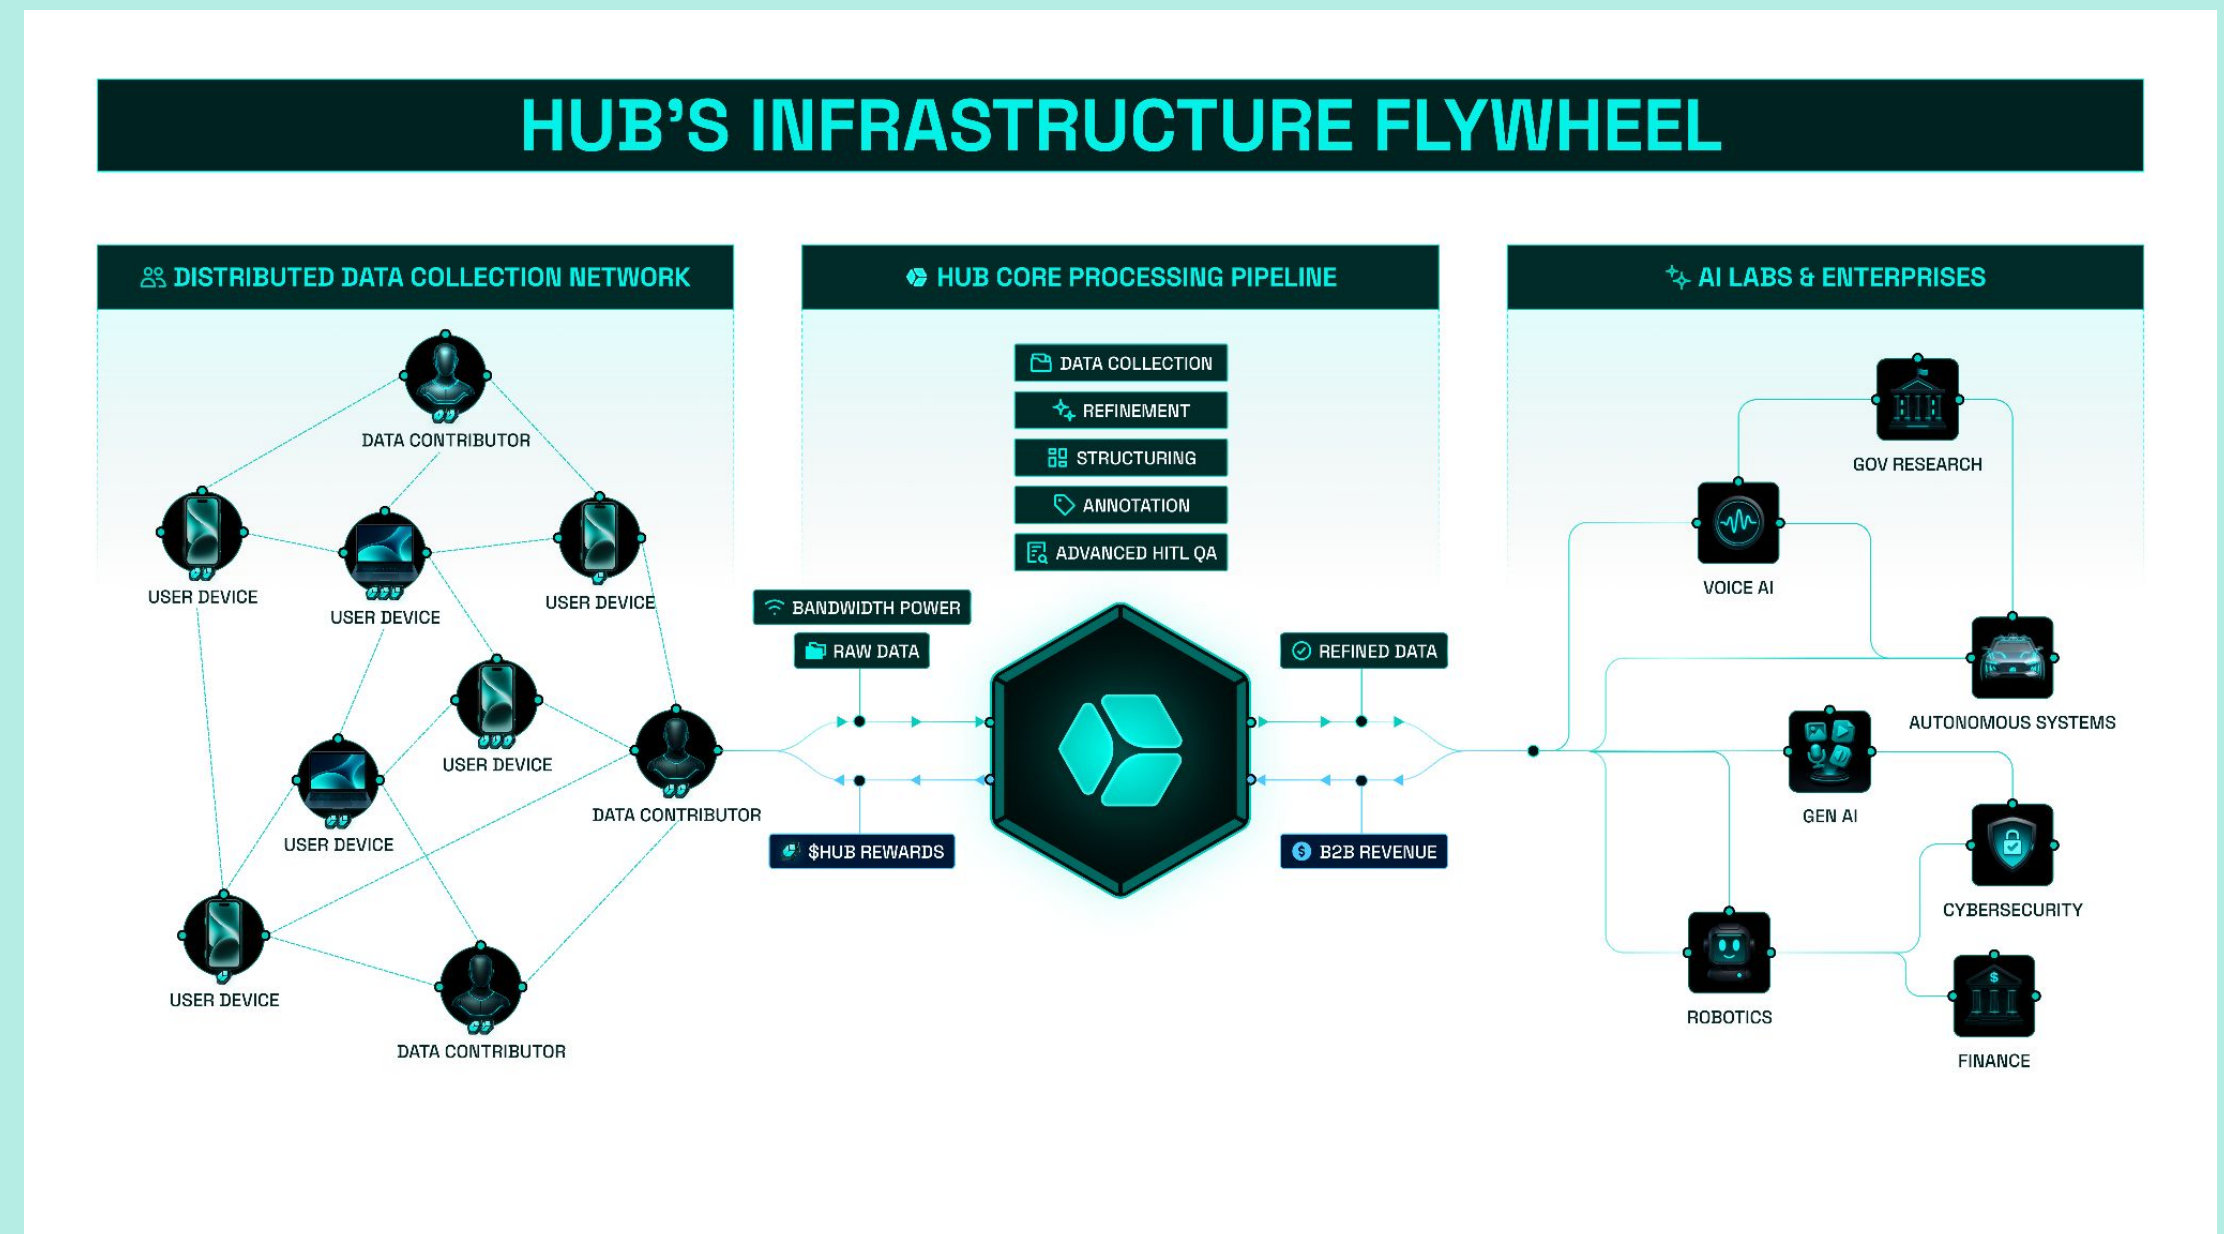 HUB'S INFRASTRUCTURE FLYWHEEL
DISTRIBUTED DATA COLLECTION NETWORK
DATA CONTRIBUTOR
USER DEVICE
USER DEVICE
USER DEVICE
USER DEVICE
DATA CONTRIBUTOR
USER DEVICE
USER DEVICE
DATA CONTRIBUTOR
HUB CORE PROCESSING PIPELINE
DATA COLLECTION
REFINEMENT
STRUCTURING
ANNOTATION
ADVANCED HITL QA
BANDWIDTH POWER
RAW DATA
$HUB REWARDS
REFINED DATA
B2B REVENUE
AI LABS & ENTERPRISES
GOV RESEARCH
VOICE AI
AUTONOMOUS SYSTEMS
GEN AI
CYBERSECURITY
ROBOTICS
FINANCE